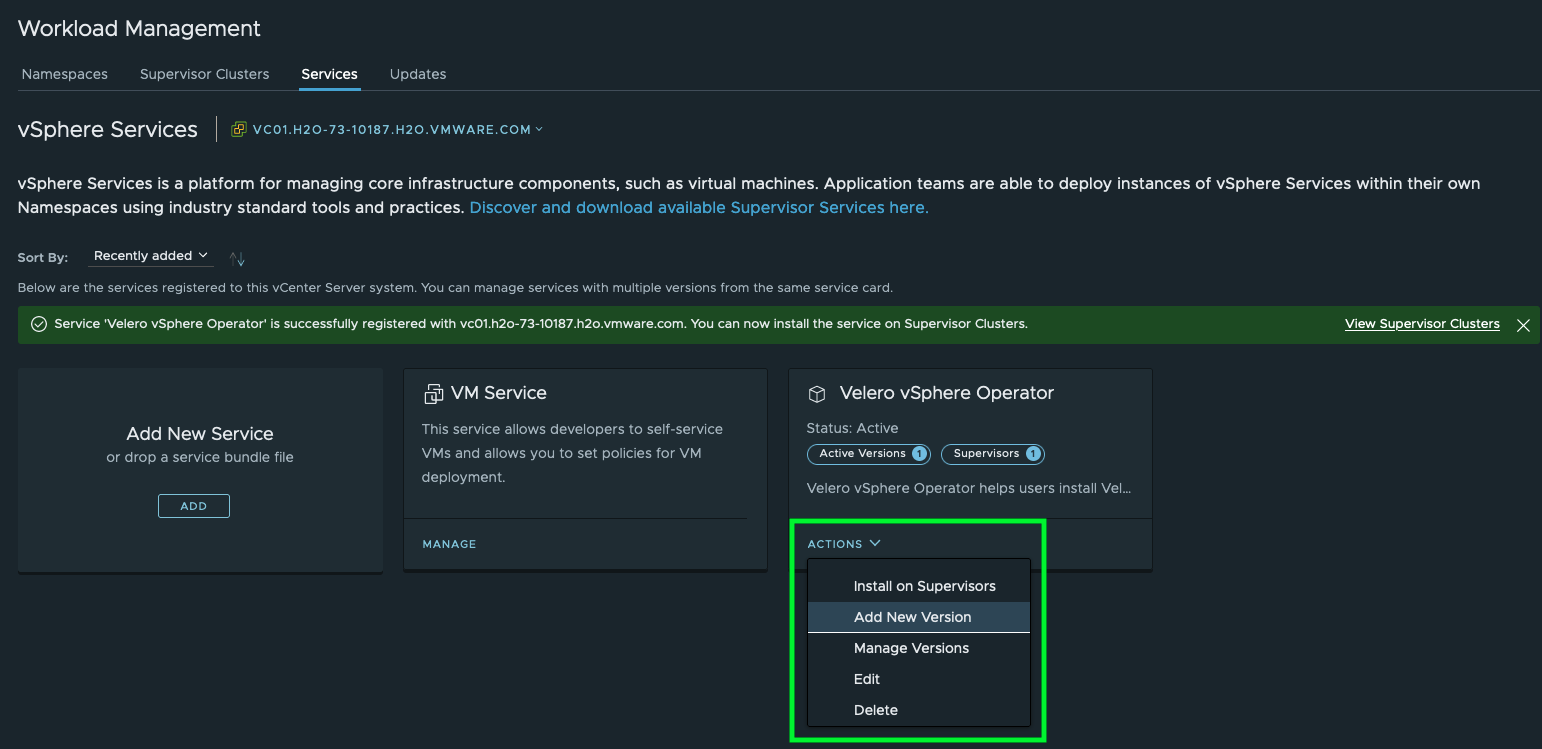 Workload Management
Namespaces
Supervisor Clusters
Services
Updates
vSphere Services
VC01.H2O-73-10187.H2O.VMWARE.COM
vSphere Services is a platform for managing core infrastructure components, such as virtual machines. Application teams are able to deploy instances of vSphere Services within their own
Namespaces using industry standard tools and practices. Discover and download available Supervisor Services here.
Sort By:
Recently added
Below are the services registered to this vCenter Server system. You can manage services with multiple versions from the same service card.
Service 'Velero vSphere Operator' is successfully registered with vc01.h2o-73-10187.h2o.vmware.com. You can now install the service on Supervisor Clusters.
View Supervisor Clusters
Add New Service
or drop a service bundle file
ADD
VM Service
This service allows developers to self-service
VMs and allows you to set policies for VM
deployment.
MANAGE
Velero vSphere Operator
Status: Active
Active Versions 1
Supervisors 1
Velero vSphere Operator helps users install Vel...
ACTIONS
Install on Supervisors
Add New Version
Manage Versions
Edit
Delete